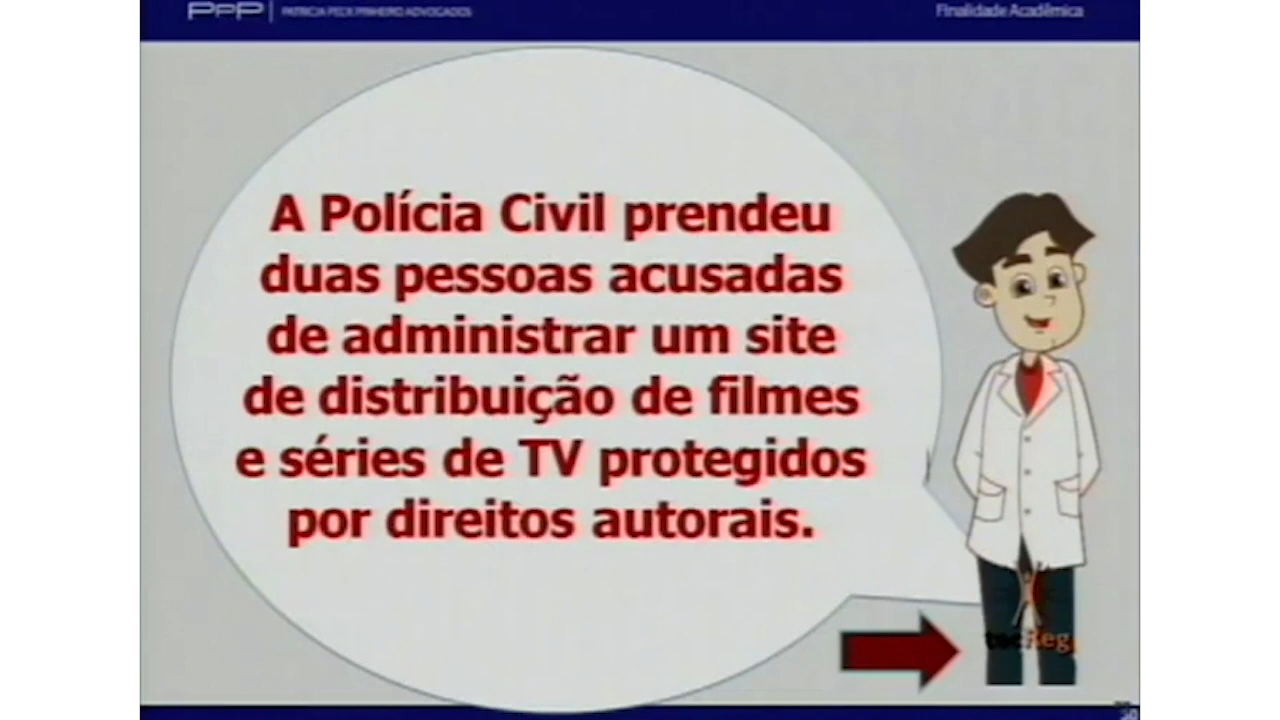 PPP PATRICIA PECK PINHEIRO ADVOGADOS
Finalidade Acadêmica
A Polícia Civil prendeu
duas pessoas acusadas
de administrar um site
de distribuição de filmes
e séries de TV protegidos
por direitos autorais.